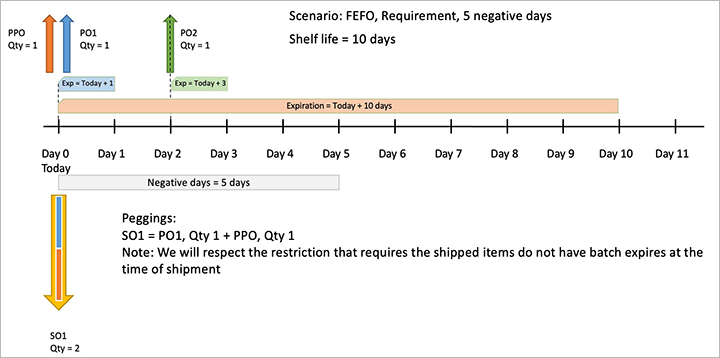 Scenario: FEFO, Requirement, 5 negative days
Shelf life = 10 days
PPO
Qty = 1
PO1
Qty = 1
PO2
Qty = 1
Exp = Today + 1
Exp = Today + 3
Expiration = Today + 10 days
Day 0 Day 1 Day 2 Day 3 Day 4 Day 5 Day 6 Day 7 Day 8 Day 9 Day 10 Day 11
Today
Negative days = 5 days
Peggings:
SO1 = PO1, Qty 1 + PPO, Qty 1
Note: We will respect the restriction that requires the shipped items do not have batch expires at the
time of shipment
SO1
Qty = 2